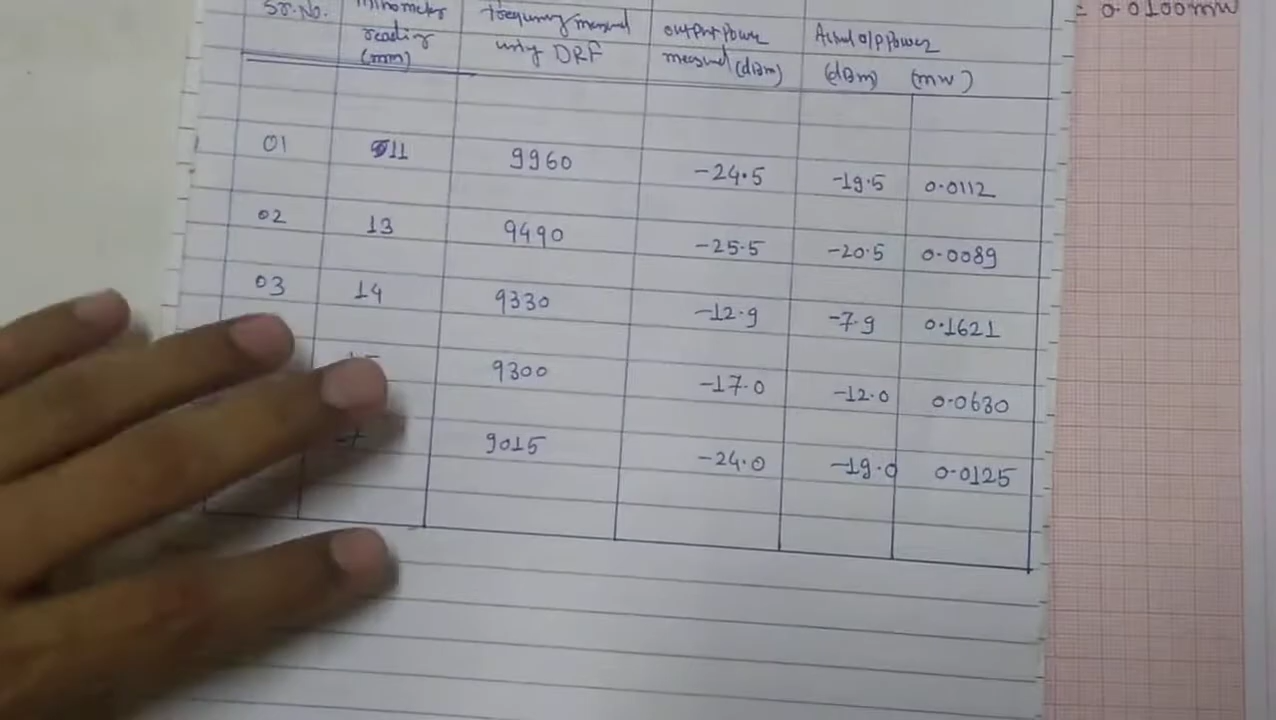 Sr.No. reading (mm) frequency measured using DRF output Power measured (dBm) Actual o/p Power (dBm) (mw)
= 0.0100mw
01 11 9960 -24.5 -19.5 0.0112
02 13 9490 -25.5 -20.5 0.0089
03 14 9330 -12.9 -7.9 0.1621
9300 -17.0 -12.0 0.0630
9015 -24.0 -19.0 0.0125